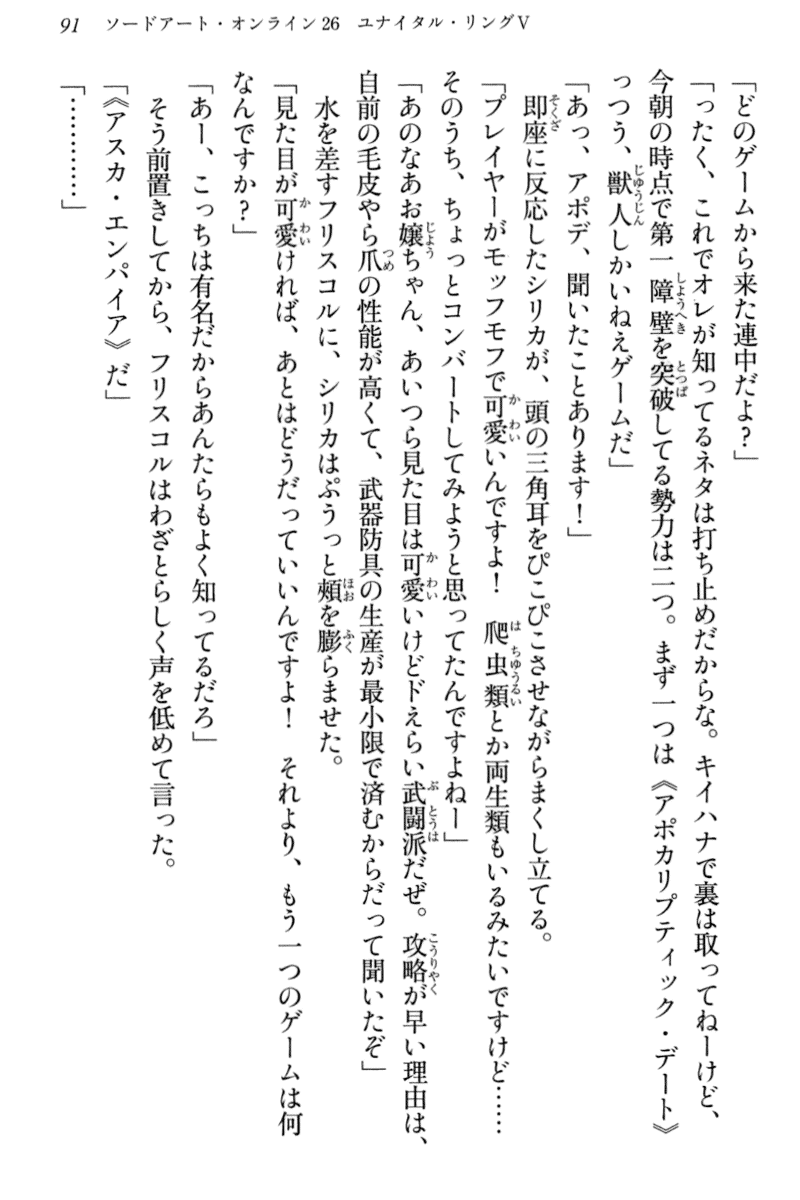 91　ソードアート・オンライン26　ユナイタル・リングⅤ
「どのゲームから来た連中だよ？」
「ったく、これでオレが知ってるネタは打ち止めだからな。キイハナで裏は取ってねーけど、
今朝の時点で第一障壁を突破してる勢力は二つ。まず一つは《アポカリプティック・デート》
っつう、獣人しかいねえゲームだ」
「あっ、アポデ、聞いたことあります！」
即座に反応したシリカが、頭の三角耳をぴこぴこさせながらまくし立てる。
「プレイヤーがモッフモフで可愛いんですよ！　爬虫類とか両生類もいるみたいですけど……
そのうち、ちょっとコンバートしてみようと思ってたんですよねー」
「あのなあお嬢ちゃん、あいつら見た目は可愛いけどドえらい武闘派だぜ。攻略が早い理由は、
自前の毛皮やら爪の性能が高くて、武器防具の生産が最小限で済むからだって聞いたぞ」
水を差すフリスコルに、シリカはぷうっと頰を膨らませた。
「見た目が可愛ければ、あとはどうだっていいんですよ！　それより、もう一つのゲームは何
なんですか？」
「あー、こっちは有名だからあんたらもよく知ってるだろ」
そう前置きしてから、フリスコルはわざとらしく声を低めて言った。
「《アスカ・エンパイア》だ」
「…………」